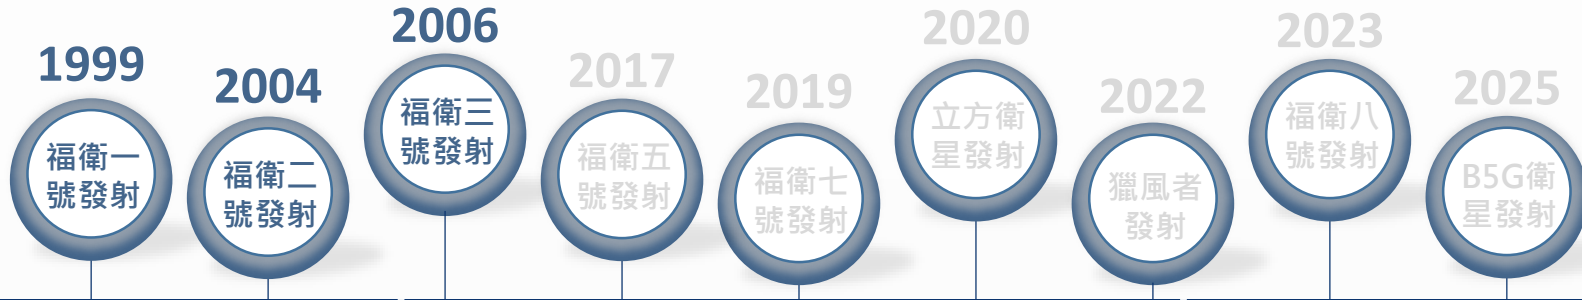 1999
福衛一
號發射
2004
福衛二
號發射
2006
福衛三
號發射
2017
福衛五
號發射
2019
福衛七
號發射
2020
立方衛
星發射
2022
獵風者
發射
2023
福衛八
號發射
2025
B5G衛
星發射